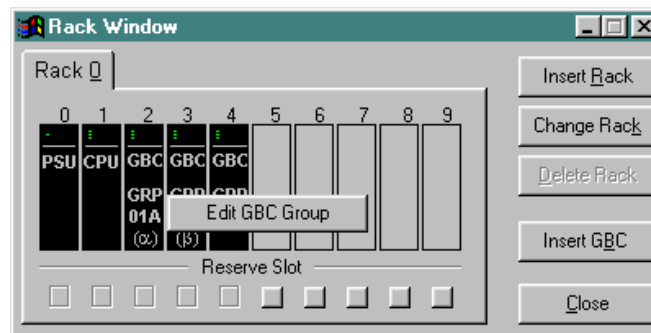 Rack Window
Rack 0
0 1 2 3 4 5 6 7 8 9
PSU CPU GBC GBC GBC
GRP
01A
(α) (β)
Edit GBC Group
Reserve Slot
Insert Rack
Change Rack
Delete Rack
Insert GBC
Close